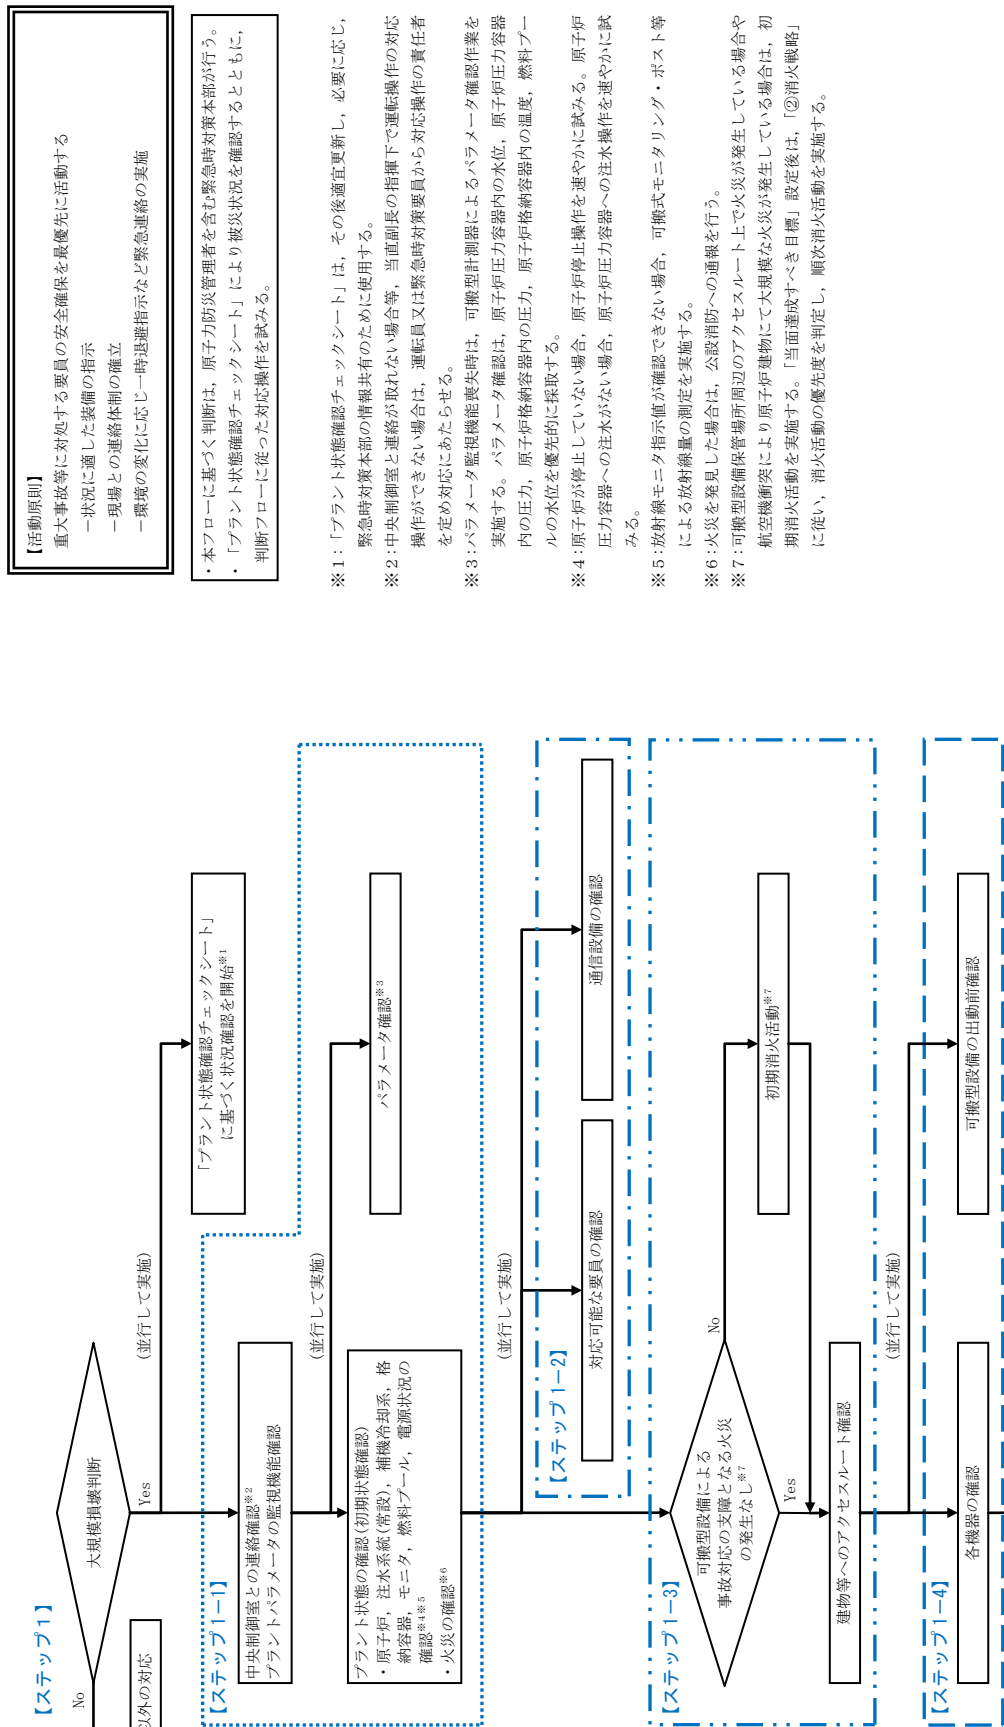 【ステップ1】
大規模損壊判断
No
Yes
以外の対応
(並行して実施)
「プラント状態確認チェックシート」
に基づく状況確認を開始※1
【ステップ1－1】
中央制御室との連絡確認※2
プラントパラメータの監視機能確認
(並行して実施)
パラメータ確認※3
プラント状態の確認(初期状態確認)
・原子炉，注水系統(常設)，補機冷却系，格
納容器，モニタ，燃料プール，電源状況の
確認※4※5
・火災の確認※6
(並行して実施)
【ステップ1－2】
対応可能な要員の確認
通信設備の確認
【ステップ1－3】
可搬型設備による
事故対応の支障となる火災
の発生なし※7
No
Yes
初期消火活動※7
建物等へのアクセスルート確認
(並行して実施)
【ステップ1－4】
各機器の確認
可搬型設備の出動前確認
【活動原則】
重大事故等に対処する要員の安全確保を最優先に活動する
－状況に適した装備の指示
－現場との連絡体制の確立
－環境の変化に応じ一時退避指示など緊急連絡の実施
・本フローに基づく判断は，原子力防災管理者を含む緊急時対策本部が行う。
・「プラント状態確認チェックシート」により被災状況を確認するとともに，
判断フローに従った対応操作を試みる。
※1：「プラント状態確認チェックシート」は，その後適宜更新し，必要に応じ，
緊急時対策本部の情報共有のために使用する。
※2：中央制御室と連絡が取れない場合等，当直副長の指揮下で運転操作の対応
操作ができない場合は，運転員又は緊急時対策要員から対応操作の責任者
を定め対応にあたらせる。
※3：パラメータ監視機能喪失時は，可搬型計測器によるパラメータ確認作業を
実施する。パラメータ確認は，原子炉圧力容器内の水位，原子炉圧力容器
内の圧力，原子炉格納容器内の圧力，原子炉格納容器内の温度，燃料プー
ルの水位を優先的に採取する。
※4：原子炉が停止していない場合，原子炉停止操作を速やかに試みる。原子炉
圧力容器への注水がない場合，原子炉圧力容器への注水操作を速やかに試
みる。
※5：放射線モニタ指示値が確認できない場合，可搬式モニタリング・ポスト等
による放射線量の測定を実施する。
※6：火災を発見した場合は，公設消防への通報を行う。
※7：可搬型設備保管場所周辺のアクセスルート上で火災が発生している場合や
航空機衝突により原子炉建物にて大規模な火災が発生している場合は，初
期消火活動を実施する。「当面達成すべき目標」設定後は，「②消火戦略」
に従い，消火活動の優先度を判定し，順次消火活動を実施する。